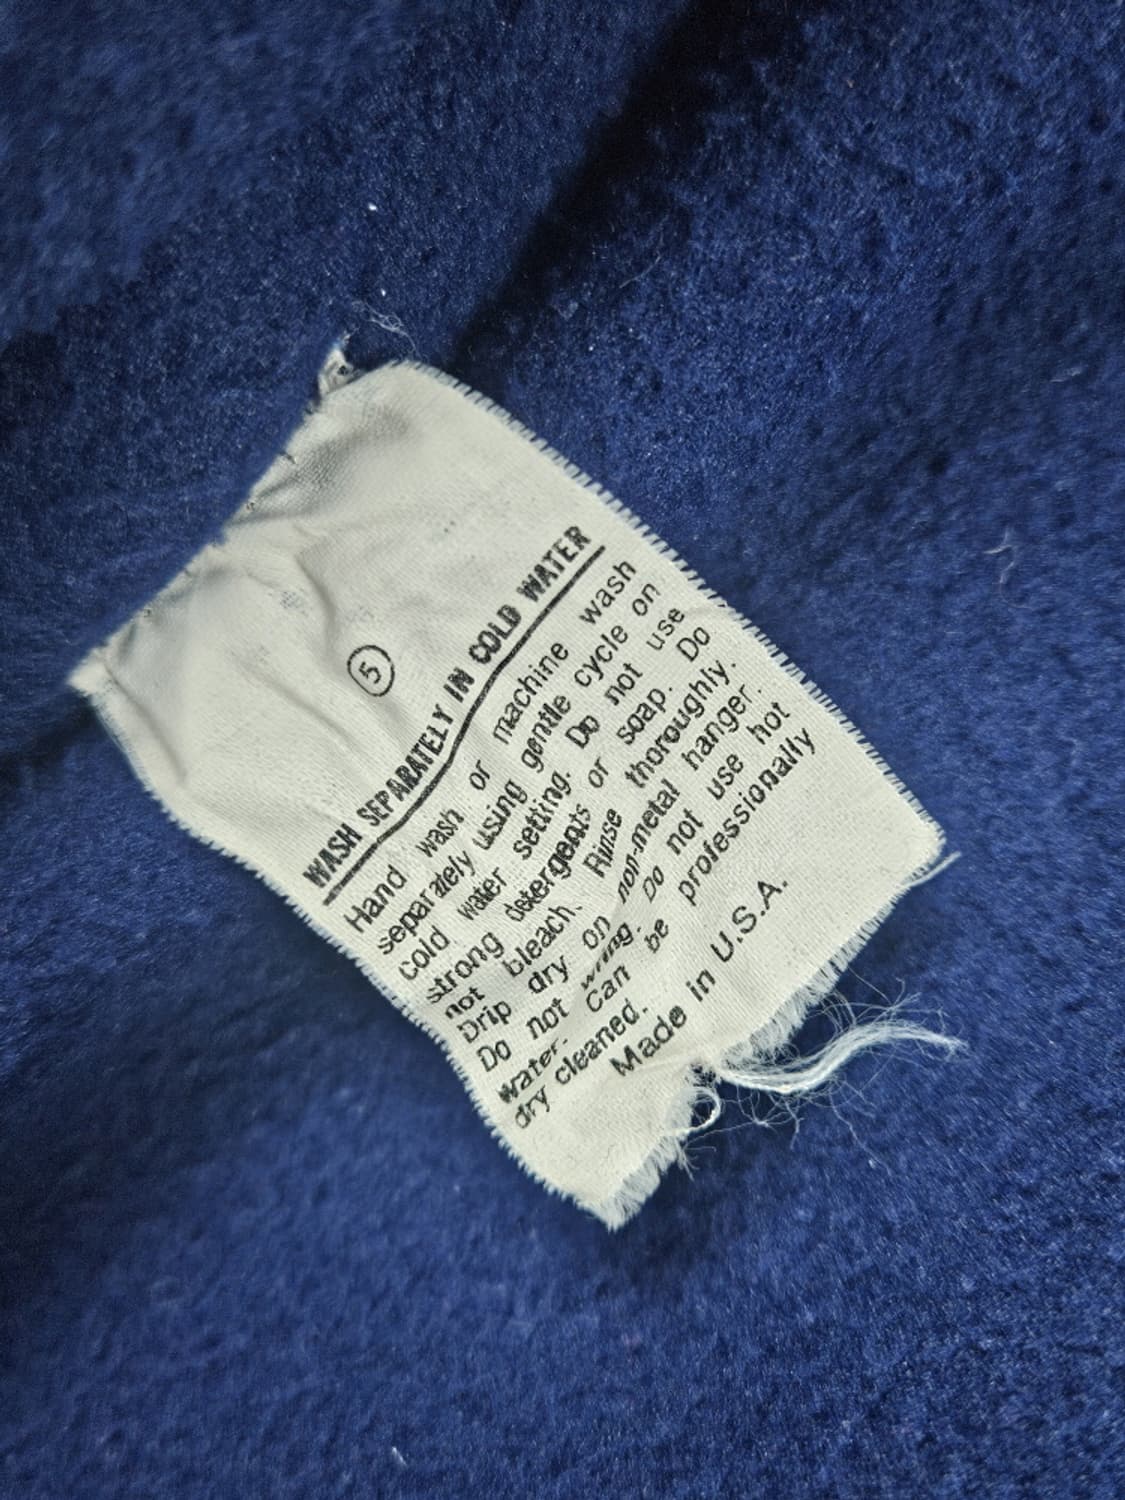 5
WASH SEPARATELY IN COLD WATER
Hand wash or machine wash
separately using gentle cycle on
cold water setting. Do not use
strong detergents or soap. Do
not bleach. Rinse thoroughly.
Drip dry on non-metal hanger.
Do not wring. Do not use hot
water. Can be professionally
dry cleaned.
Made in U.S.A.